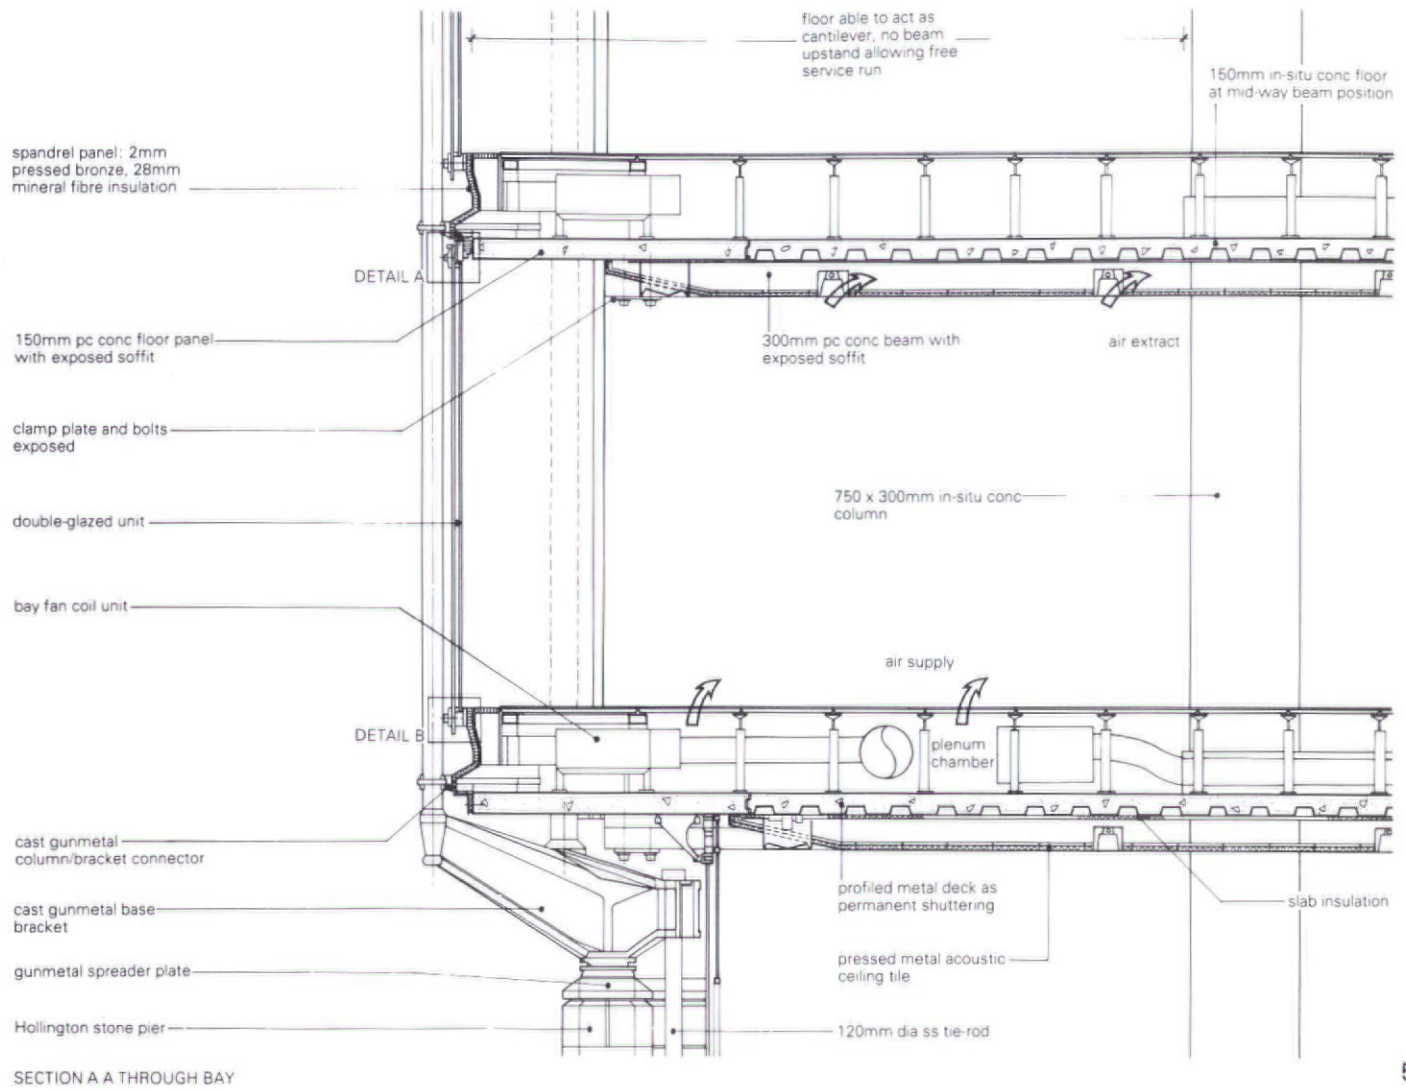 floor able to act as
cantilever, no beam
upstand allowing free
service run
150mm in-situ conc floor
at mid-way beam position
spandrel panel: 2mm
pressed bronze, 28mm
mineral fibre insulation
DETAIL A
150mm pc conc floor panel
with exposed soffit
300mm pc conc beam with
exposed soffit
air extract
clamp plate and bolts
exposed
750 x 300mm in-situ conc
column
double-glazed unit
bay fan coil unit
air supply
DETAIL B
plenum
chamber
cast gunmetal
column/bracket connector
profiled metal deck as
permanent shuttering
slab insulation
cast gunmetal base
bracket
pressed metal acoustic
ceiling tile
gunmetal spreader plate
Hollington stone pier
120mm dia ss tie-rod
SECTION A A THROUGH BAY